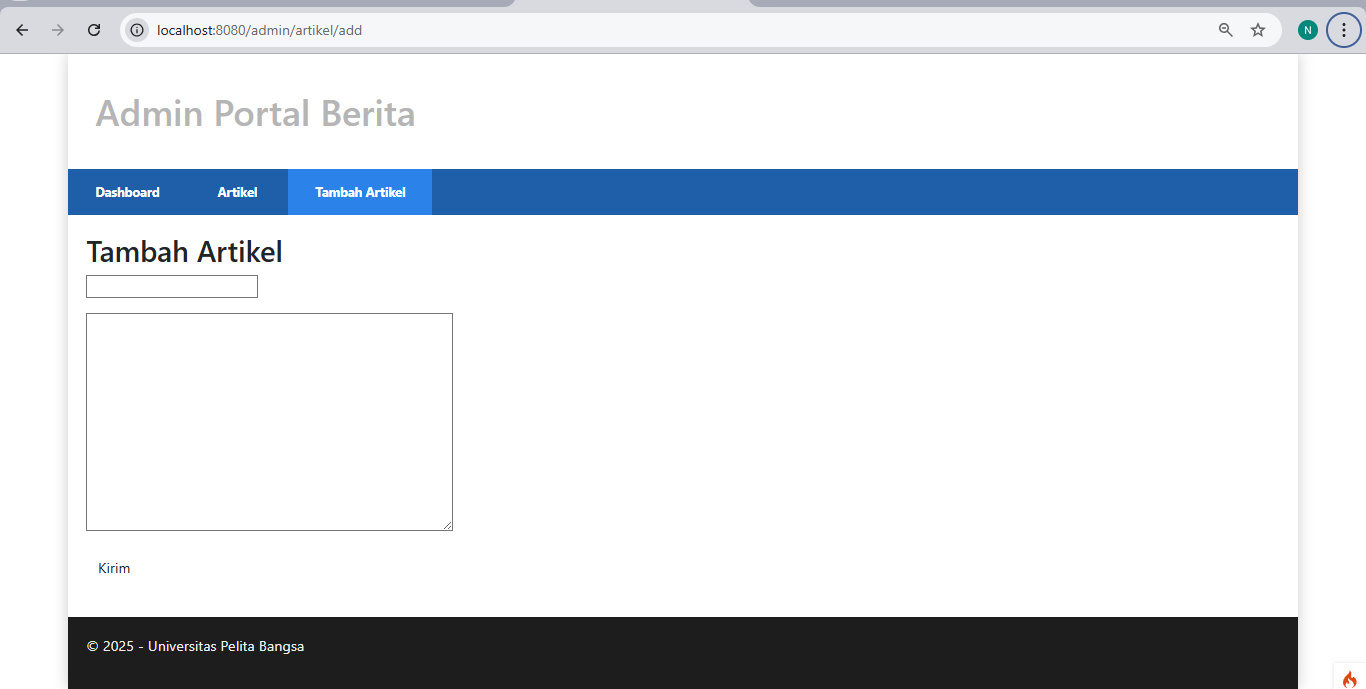 localhost:8080/admin/artikel/add
N
Admin Portal Berita
Dashboard Artikel Tambah Artikel
Tambah Artikel
Kirim
© 2025 - Universitas Pelita Bangsa